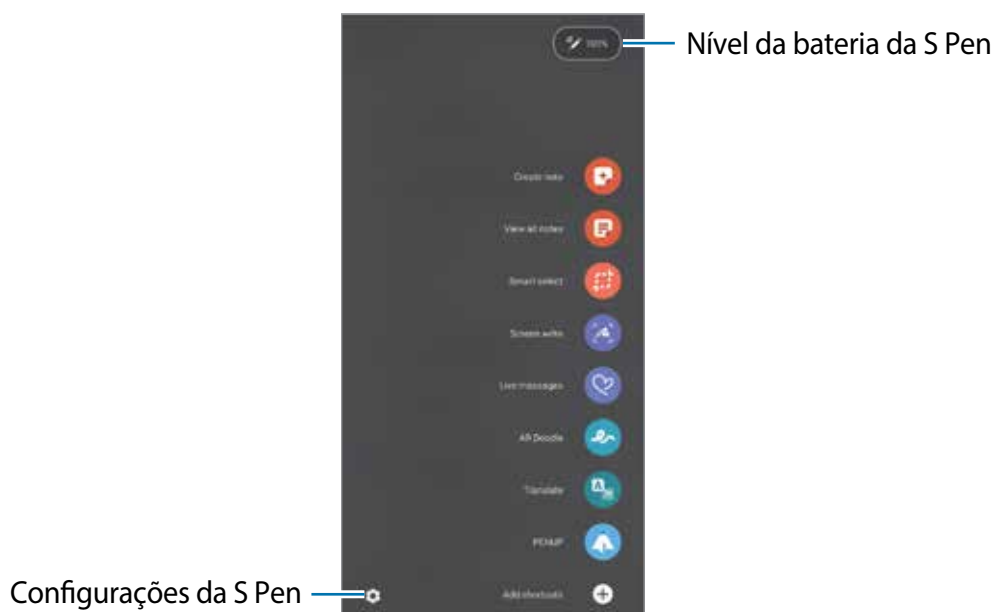 100%
Nível da bateria da S Pen
Create note
View all notes
Smart select
Screen write
Live messages
AR Doodle
Translate
PENUP
Configurações da S Pen
Add shortcuts